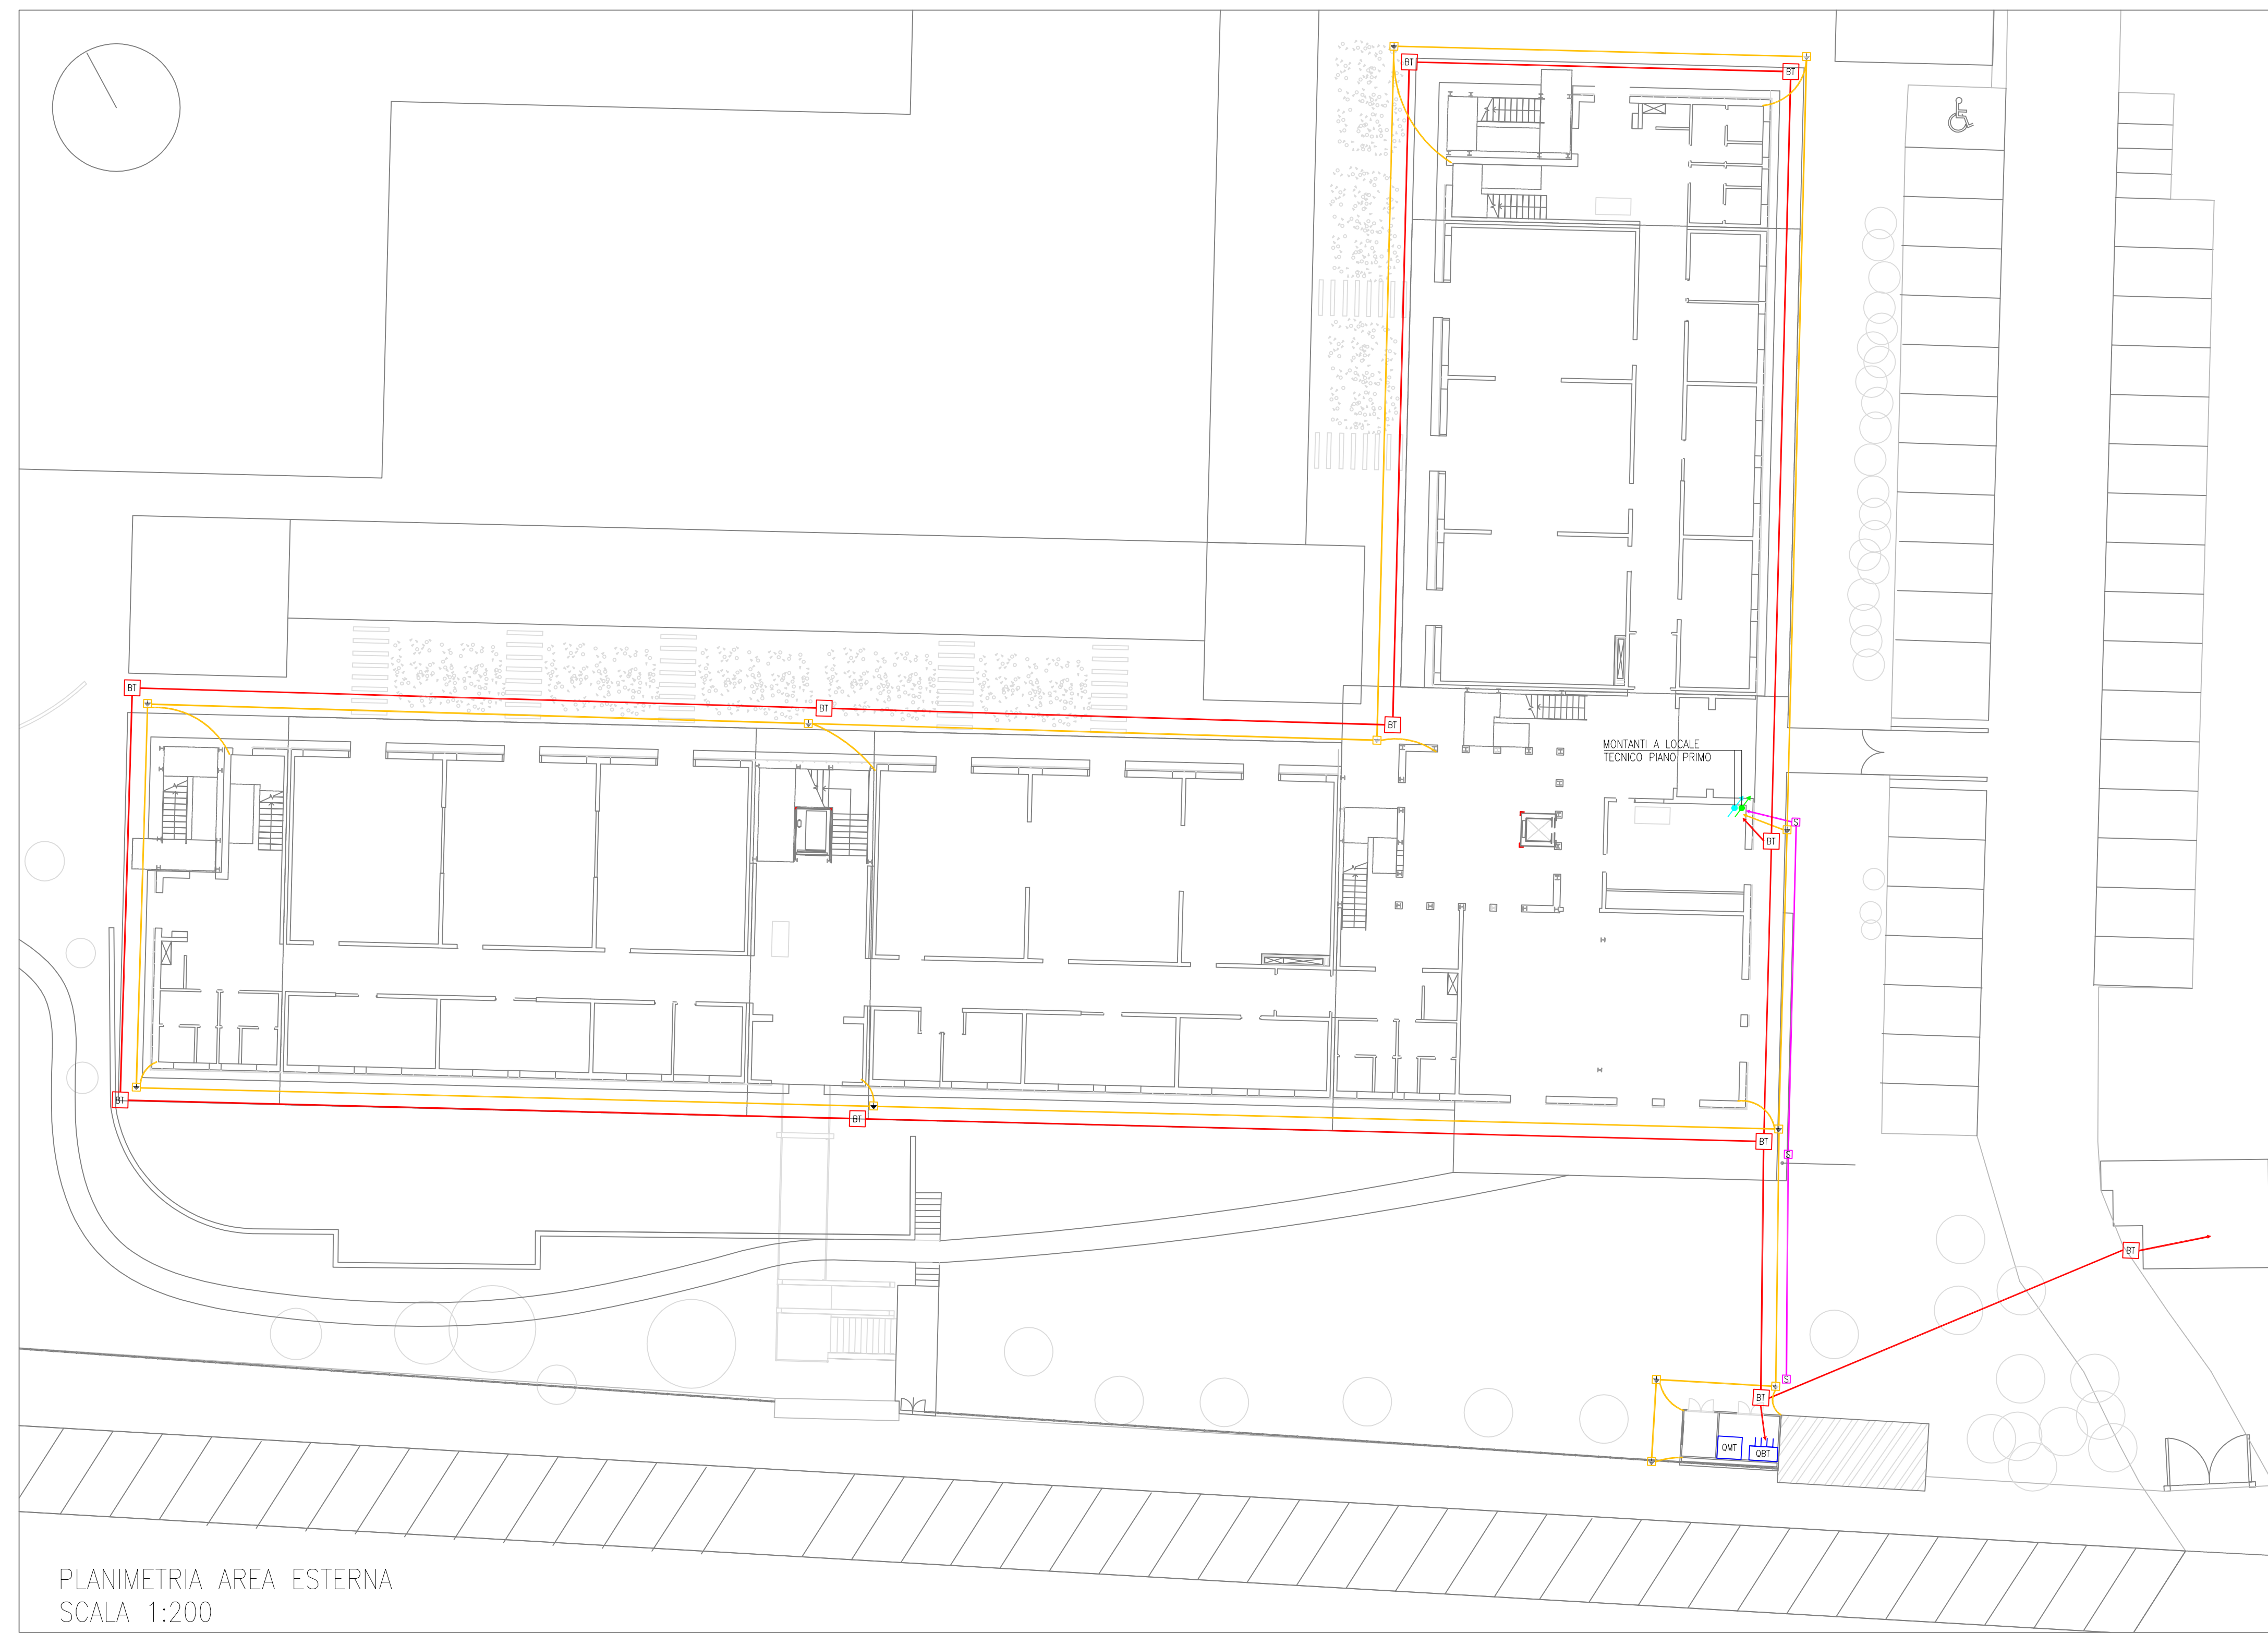 BT
BT
BT
BT
BT
MONTANTI A LOCALE
TECNICO PIANO PRIMO
S
BT
BT
BT
BT
S
BT
S
BT
QMT
QBT
PLANIMETRIA AREA ESTERNA
SCALA 1:200